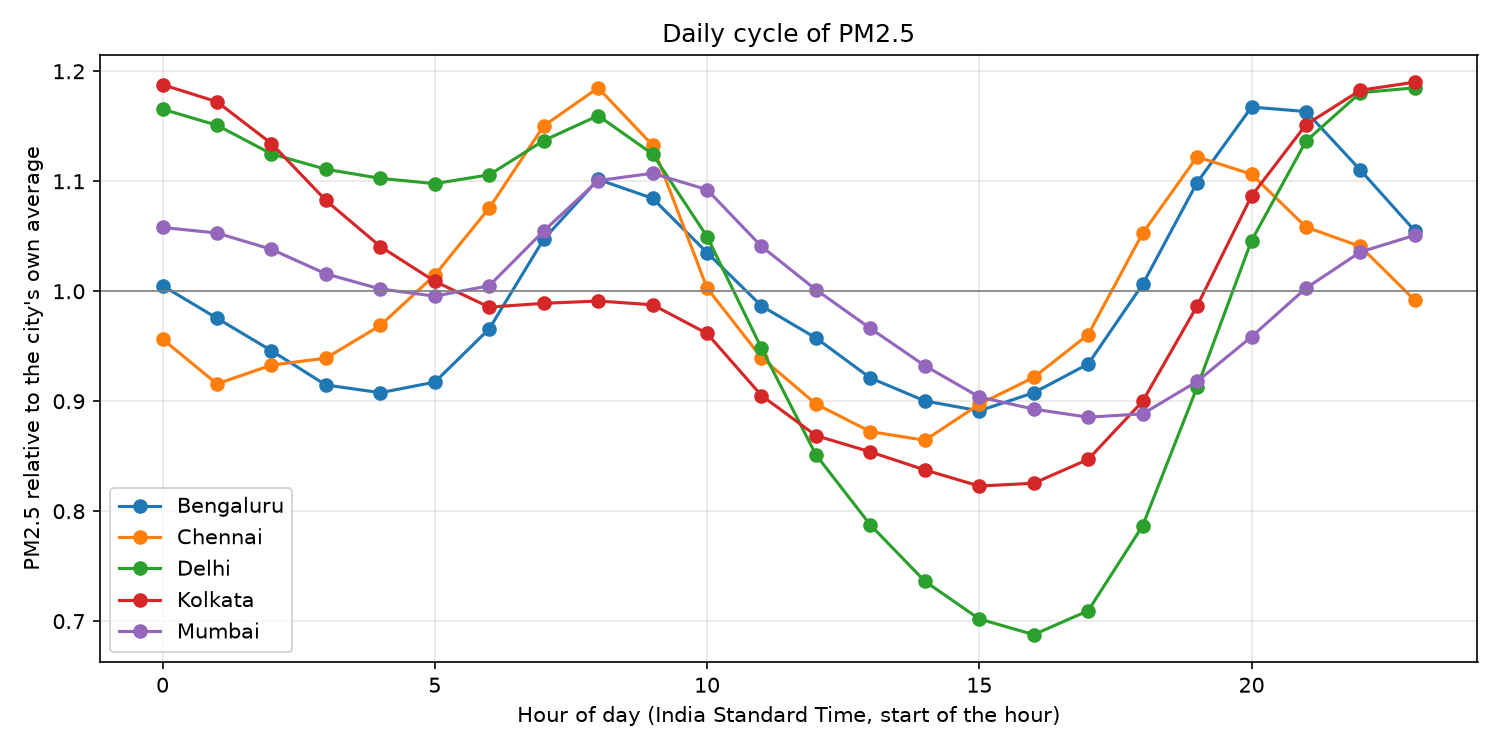 Daily cycle of PM2.5
PM2.5 relative to the city's own average
1.2
1.1
1.0
0.9
0.8
0.7
Bengaluru
Chennai
Delhi
Kolkata
Mumbai
0 5 10 15 20
Hour of day (India Standard Time, start of the hour)